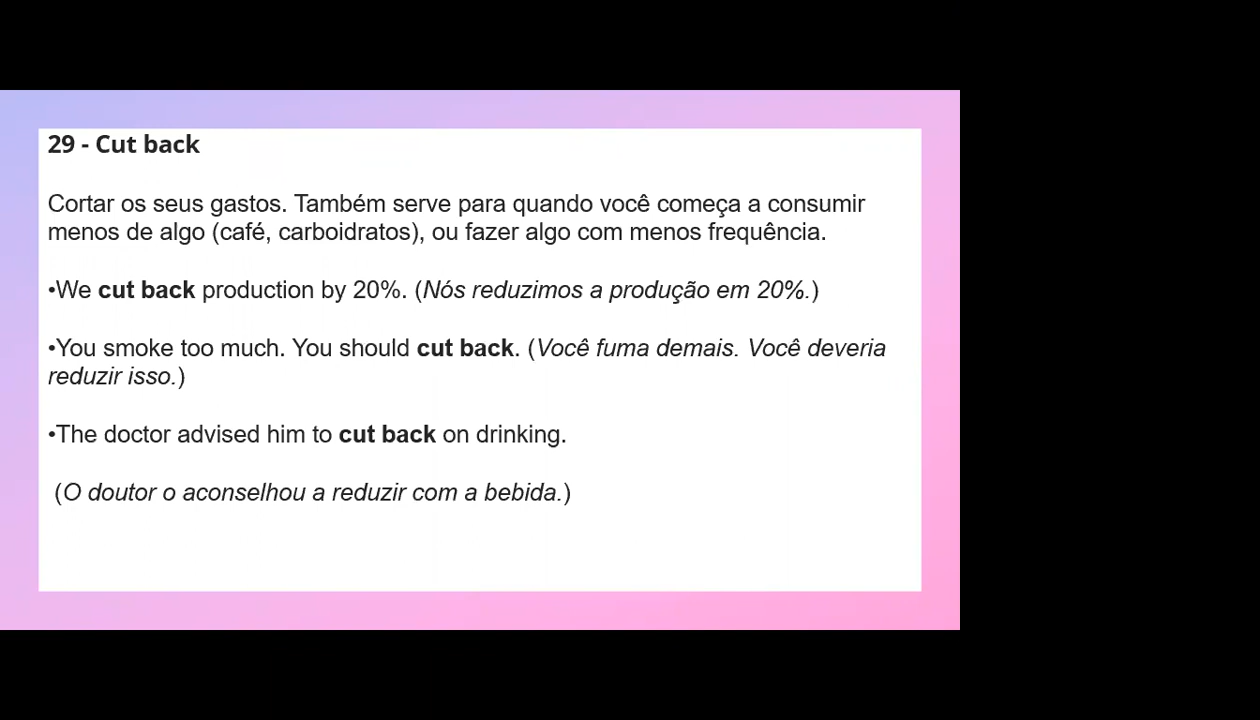 29 - Cut back
Cortar os seus gastos. Também serve para quando você começa a consumir
menos de algo (café, carboidratos), ou fazer algo com menos frequência.
•We cut back production by 20%. (Nós reduzimos a produção em 20%.)
•You smoke too much. You should cut back. (Você fuma demais. Você deveria
reduzir isso.)
•The doctor advised him to cut back on drinking.
(O doutor o aconselhou a reduzir com a bebida.)